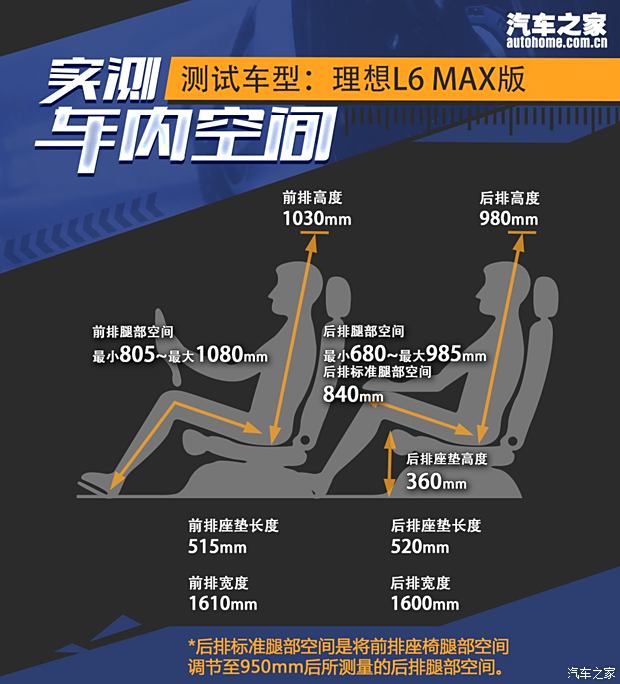 汽车之家
autohome.com.cn
实测
测试车型：理想L6 MAX版
车内空间
前排高度
1030mm
后排高度
980mm
前排腿部空间
最小805~最大1080mm
后排腿部空间
最小680~最大985mm
后排标准腿部空间
840mm
后排座垫高度
360mm
前排座垫长度
515mm
后排座垫长度
520mm
前排宽度
1610mm
后排宽度
1600mm
*后排标准腿部空间是将前排座椅腿部空间
调节至950mm后所测量的后排腿部空间。
汽车之家